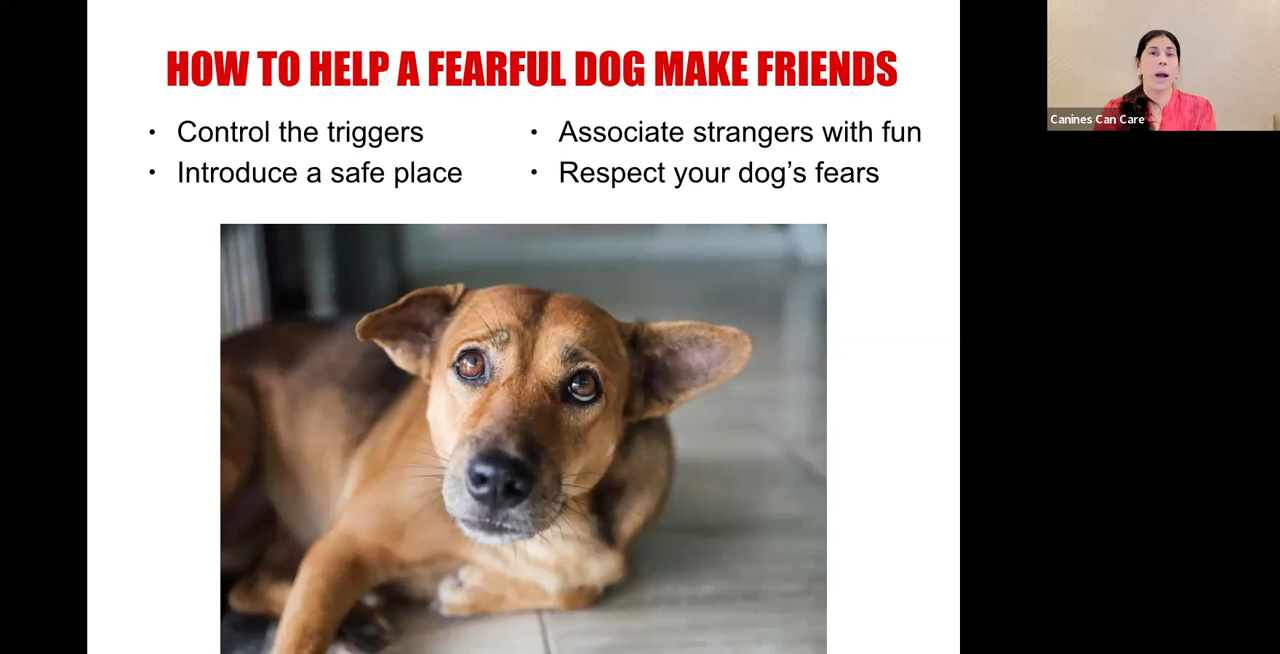 HOW TO HELP A FEARFUL DOG MAKE FRIENDS
• Control the triggers
• Introduce a safe place
• Associate strangers with fun
• Respect your dog’s fears
Canines Can Care